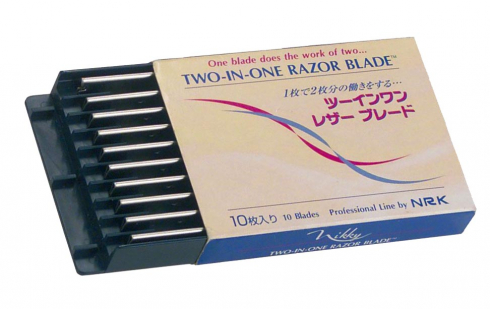 One blade does the work of two...
TWO-IN-ONE RAZOR BLADE™
1枚で2枚分の働きをする…
ツーインワン
レザー ブレード
10枚入り 10 Blades Professional Line by NRK
Nikky
TWO-IN-ONE RAZOR BLADE™